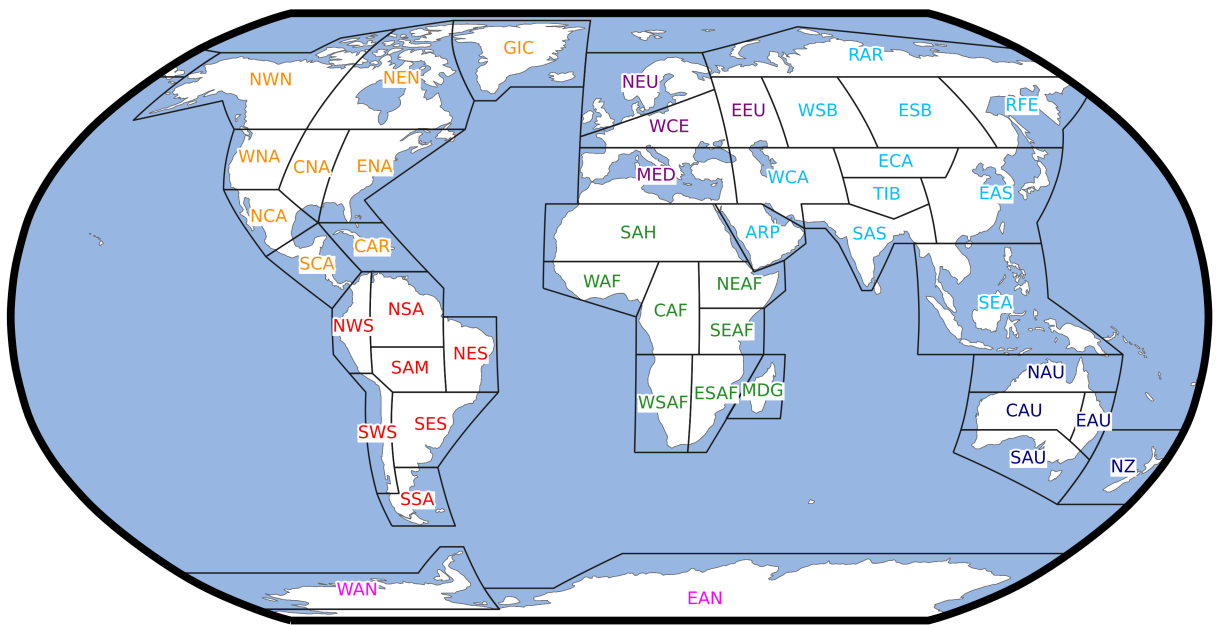 GIC
RAR
NWN
NEN
NEU
EEU
WSB
ESB
RFE
WCE
WNA
CNA
ENA
MED
WCA
ECA
TIB
EAS
NCA
CAR
SCA
SAH
ARP
SAS
WAF
NEAF
CAF
SEAF
SEA
NWS
NSA
NES
SAM
WSAF
ESAF
MDG
NAU
CAU
EAU
SWS
SES
SAU
NZ
SSA
WAN
EAN